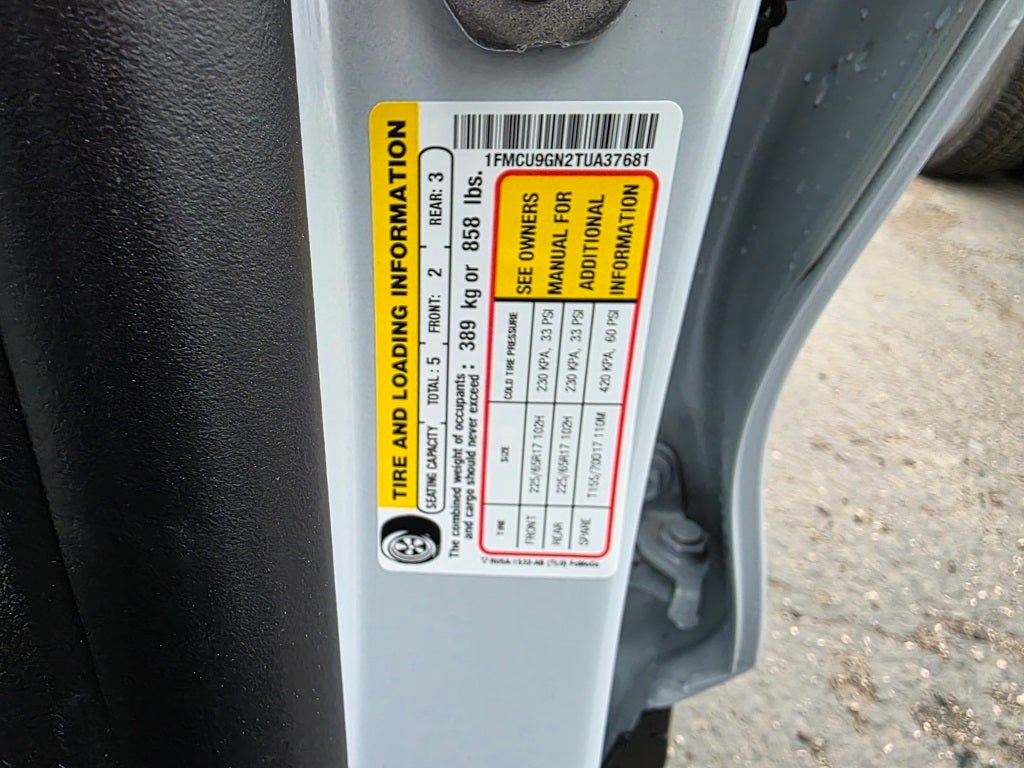 1FMCU9GN2TUA37681
TIRE AND LOADING INFORMATION
SEATING CAPACITY TOTAL: 5 FRONT: 2 REAR: 3
The combined weight of occupants
and cargo should never exceed: 389 kg or 858 lbs.
TIRE SIZE COLD TIRE PRESSURE
FRONT 225/65R17 102H 230 KPA, 33 PSI
REAR 225/65R17 102H 230 KPA, 33 PSI
SPARE T155/70D17 110M 420 KPA, 60 PSI
SEE OWNERS
MANUAL FOR
ADDITIONAL
INFORMATION